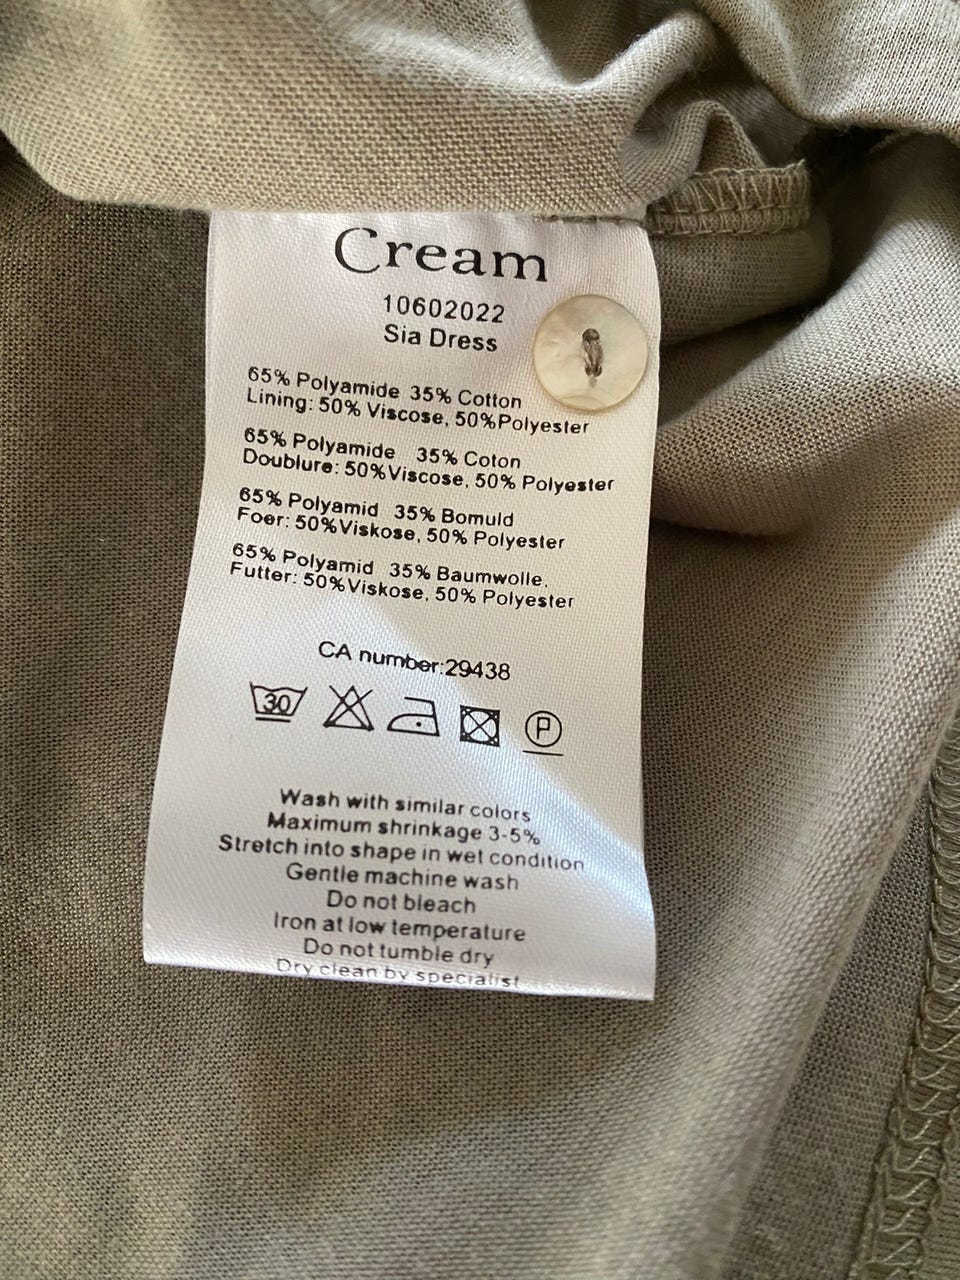 Cream
10602022
Sia Dress
65% Polyamide 35% Cotton
Lining: 50% Viscose, 50%Polyester
65% Polyamide 35% Coton
Doublure: 50%Viscose, 50% Polyester
65% Polyamid 35% Bomuld
Foer: 50%Viskose, 50% Polyester
65% Polyamid 35% Baumwolle.
Futter: 50%Viskose, 50% Polyester
CA number:29438
30 P
Wash with similar colors
Maximum shrinkage 3-5%
Stretch into shape in wet condition
Gentle machine wash
Do not bleach
Iron at low temperature
Do not tumble dry
Dry clean by specialist